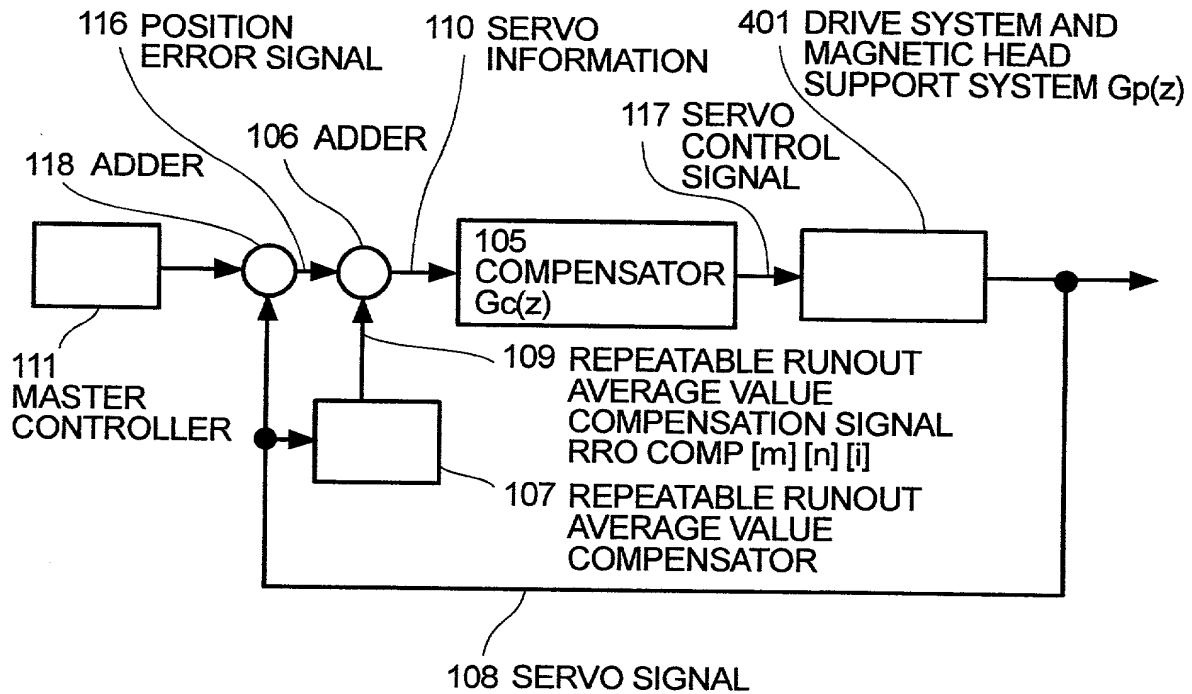 116 POSITION
ERROR SIGNAL
110 SERVO
INFORMATION
401 DRIVE SYSTEM AND
MAGNETIC HEAD
SUPPORT SYSTEM Gp(z)
117 SERVO
CONTROL
SIGNAL
106 ADDER
118 ADDER
105
COMPENSATOR
Gc(z)
111
MASTER
CONTROLLER
109 REPEATABLE RUNOUT
AVERAGE VALUE
COMPENSATION SIGNAL
RRO COMP [m] [n] [i]
107 REPEATABLE RUNOUT
AVERAGE VALUE
COMPENSATOR
108 SERVO SIGNAL